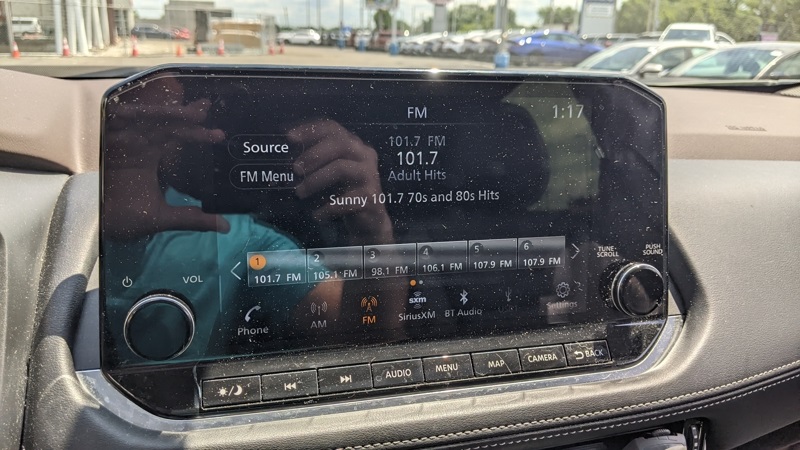 FM
1:17
Source
101.7 FM
101.7
FM Menu
Adult Hits
Sunny 101.7 70s and 80s Hits
TUNE-SCROLL
PUSH SOUND
1 2 3 4 5 6
101.7 FM 105.1 FM 98.1 FM 106.1 FM 107.9 FM 107.9 FM
VOL
Phone
AM
FM
sxm
SiriusXM
BT Audio
Settings
AUDIO
MENU
MAP
CAMERA
BACK